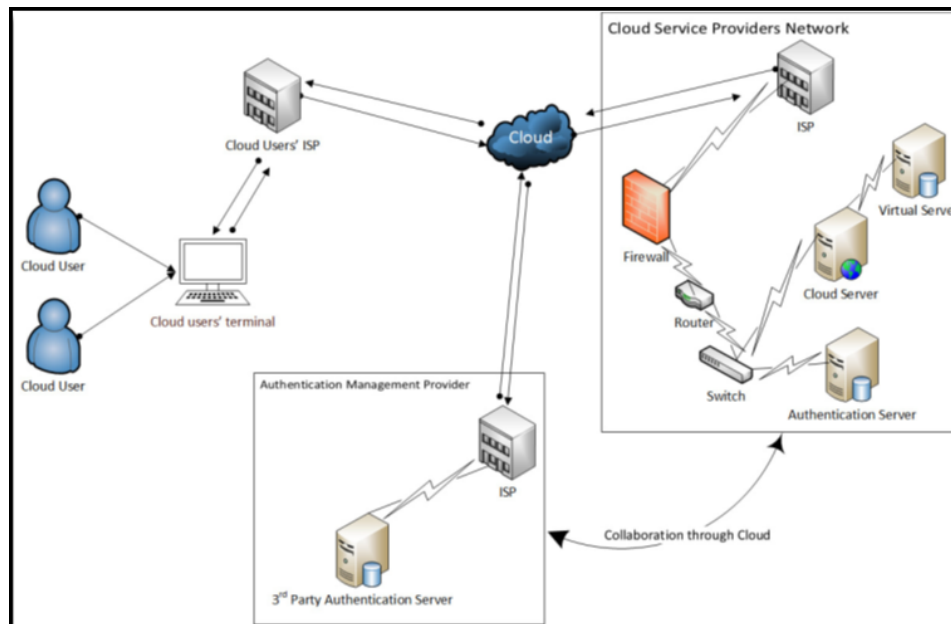 Cloud Service Providers Network
ISP
Cloud
Cloud Users' ISP
Virtual Serve
Cloud User
Firewall
Cloud Server
Cloud users' terminal
Router
Cloud User
Switch
Authentication Server
Authentication Management Provider
ISP
Collaboration through Cloud
3rd Party Authentication Server